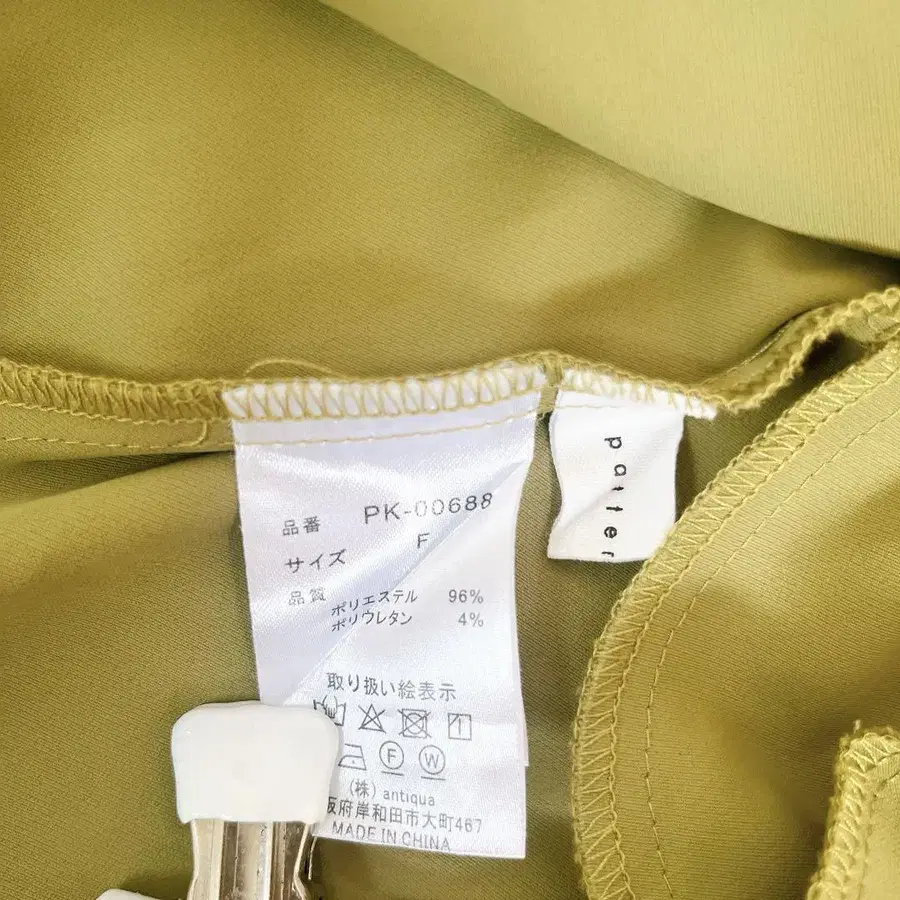 品番 PK-00688
サイズ F
品質 ポリエステル 96%
ポリウレタン 4%
取り扱い絵表示
F W
(株) antiqua
阪府岸和田市大町467
MADE IN CHINA
patter